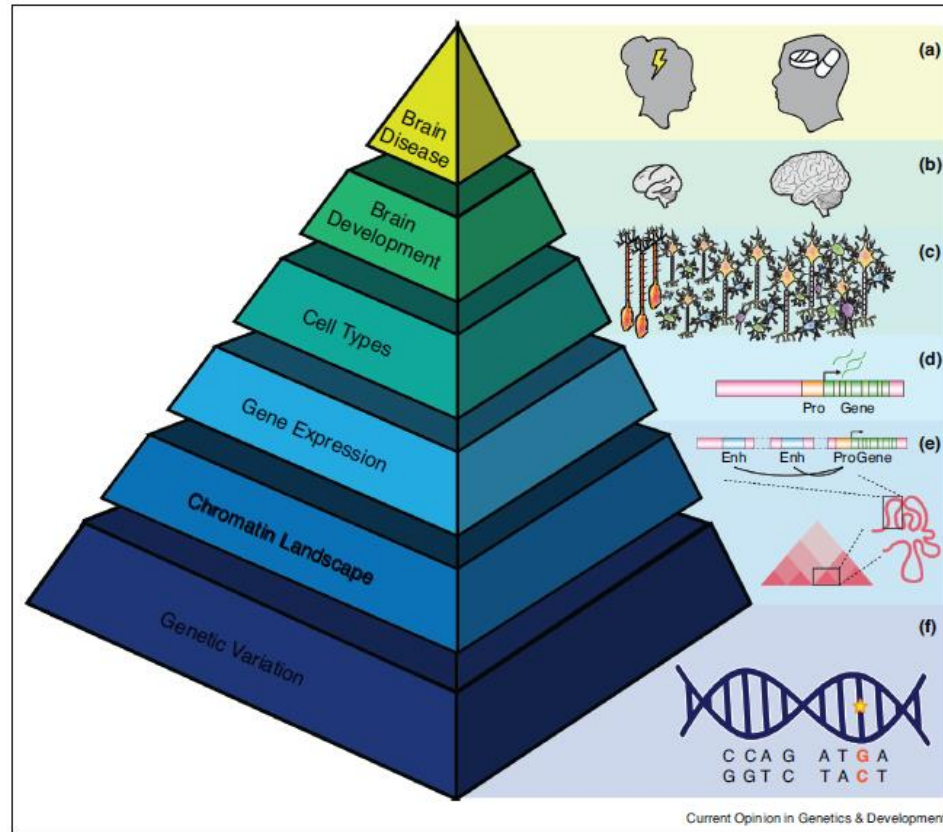 (a)
Brain
Disease
(b)
Brain
Development
(c)
Cell Types
(d)
Pro Gene
Gene Expression
(e)
Enh Enh ProGene
Chromatin Landscape
(f)
Genetic Variation
C C A G A T G A
G G T C T A C T
Current Opinion in Genetics & Development